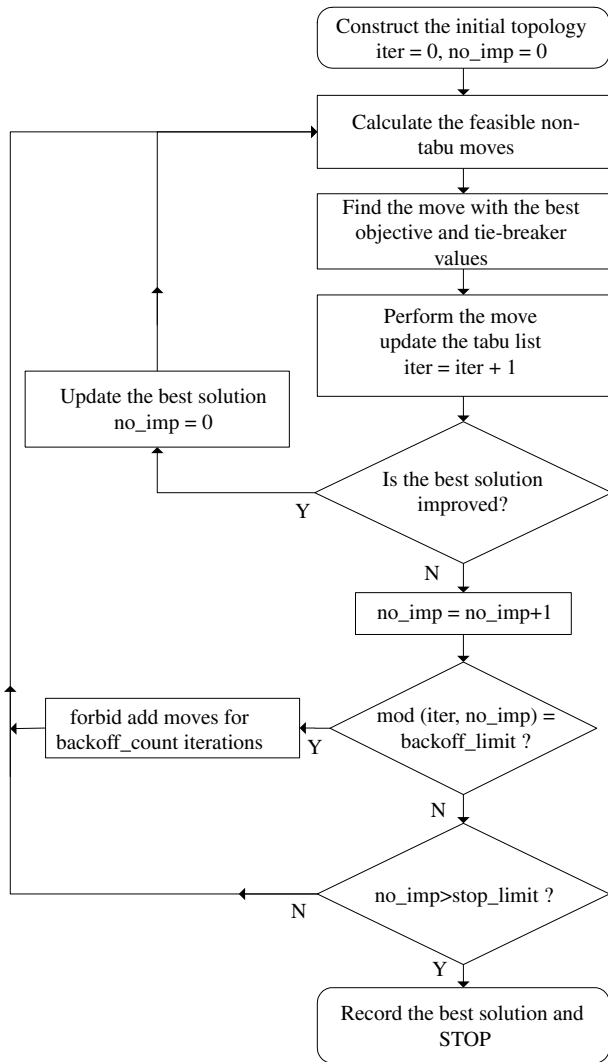 Construct the initial topology
iter = 0, no_imp = 0
Calculate the feasible non-
tabu moves
Find the move with the best
objective and tie-breaker
values
Perform the move
update the tabu list
iter = iter + 1
Update the best solution
no_imp = 0
Is the best solution
improved?
Y
N
no_imp = no_imp+1
mod (iter, no_imp) =
backoff_limit ?
forbid add moves for
backoff_count iterations
Y
N
no_imp>stop_limit ?
N
Y
Record the best solution and
STOP